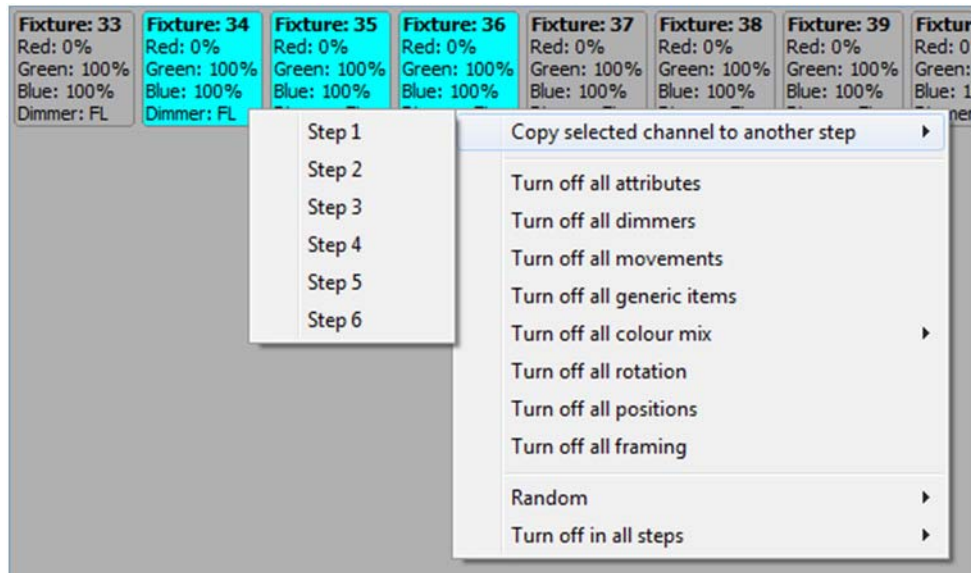 Fixture: 33
Red: 0%
Green: 100%
Blue: 100%
Dimmer: FL
Fixture: 34
Red: 0%
Green: 100%
Blue: 100%
Dimmer: FL
Fixture: 35
Red: 0%
Green: 100%
Blue: 100%
Fixture: 36
Red: 0%
Green: 100%
Blue: 100%
Fixture: 37
Red: 0%
Green: 100%
Blue: 100%
Fixture: 38
Red: 0%
Green: 100%
Blue: 100%
Fixture: 39
Red: 0%
Green: 100%
Blue: 100%
Red: 0
Green:
Step 1
Step 2
Step 3
Step 4
Step 5
Step 6
Copy selected channel to another step
Turn off all attributes
Turn off all dimmers
Turn off all movements
Turn off all generic items
Turn off all colour mix
Turn off all rotation
Turn off all positions
Turn off all framing
Random
Turn off in all steps